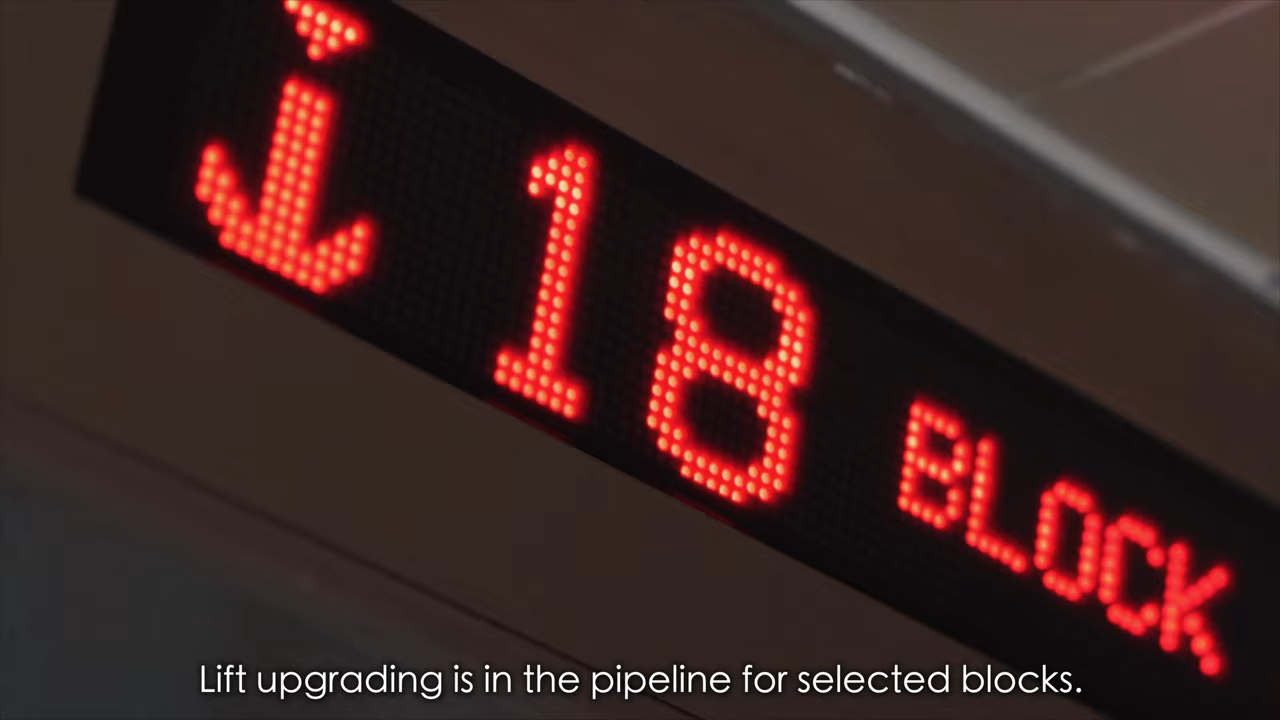 18 BLOCK
Lift upgrading is in the pipeline for selected blocks.